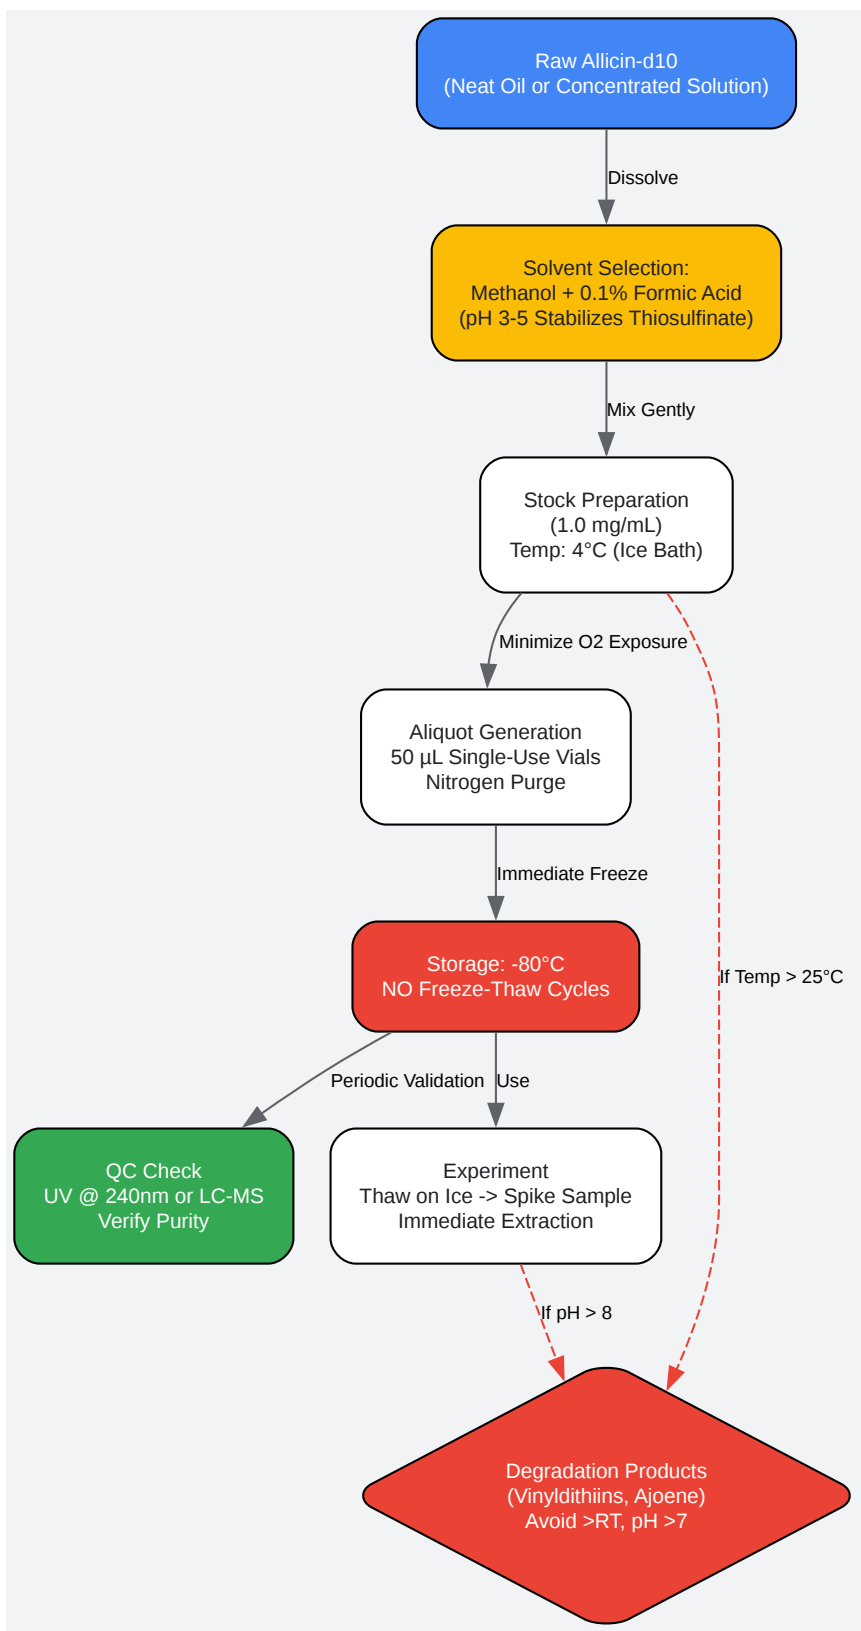 Raw Allicin-d10
(Neat Oil or Concentrated Solution)
Dissolve
Solvent Selection:
Methanol + 0.1% Formic Acid
(pH 3-5 Stabilizes Thiosulfinate)
Mix Gently
Stock Preparation
(1.0 mg/mL)
Temp: 4°C (Ice Bath)
Minimize O2 Exposure
Aliquot Generation
50 µL Single-Use Vials
Nitrogen Purge
Immediate Freeze
Storage: -80°C
NO Freeze-Thaw Cycles
If Temp > 25°C
Periodic Validation
Use
QC Check
UV @ 240nm or LC-MS
Verify Purity
Experiment
Thaw on Ice -> Spike Sample
Immediate Extraction
If pH > 8
Degradation Products
(Vinyldithiins, Ajoene)
Avoid >RT, pH >7